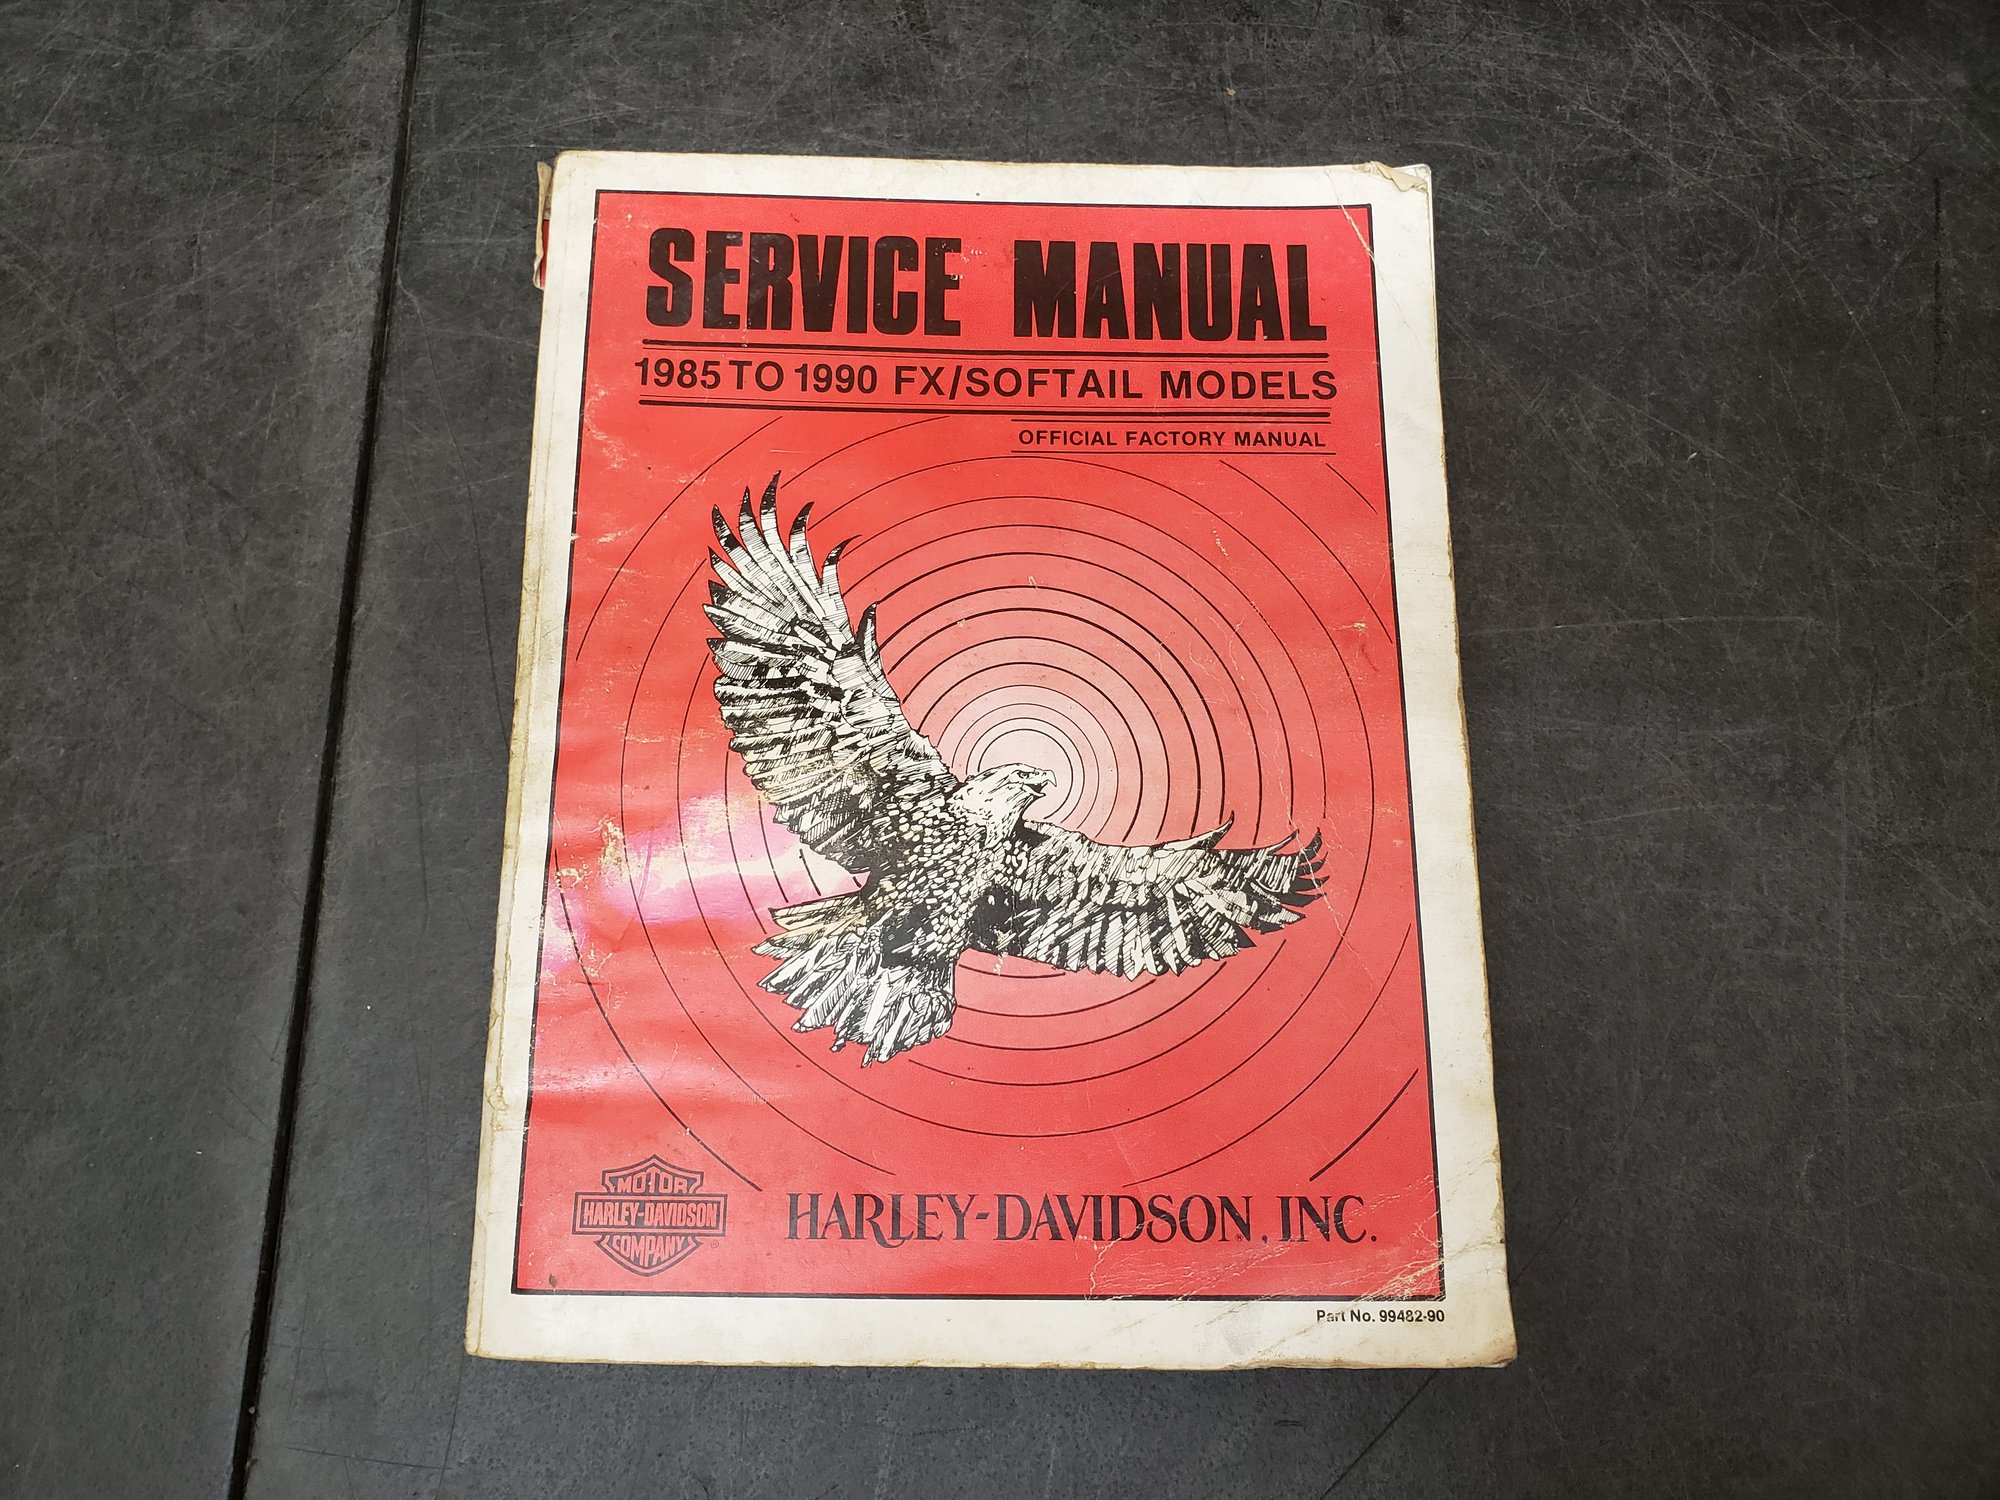 SERVICE MANUAL
1985 TO 1990 FX/SOFTAIL MODELS
OFFICIAL FACTORY MANUAL
MOTOR
HARLEY-DAVIDSON
COMPANY
®
HARLEY-DAVIDSON, INC.
Part No. 99482-90